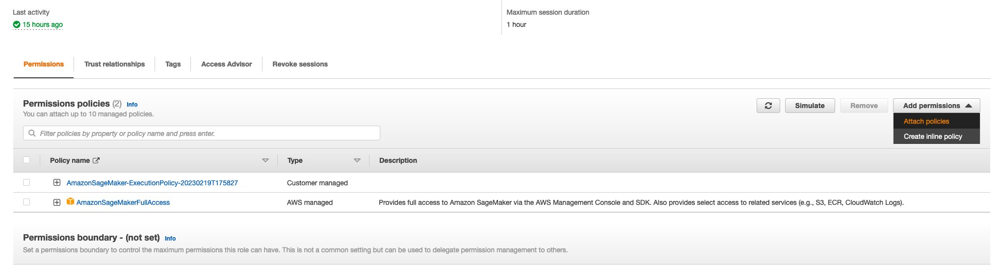 Last activity
15 hours ago
Maximum session duration
1 hour
Permissions
Trust relationships
Tags
Access Advisor
Revoke sessions
Permissions policies (2) Info
You can attach up to 10 managed policies.
Simulate
Remove
Add permissions
Attach policies
Create inline policy
Filter policies by property or policy name and press enter.
Policy name
Type
Description
AmazonSageMaker-ExecutionPolicy-20230219T175827
Customer managed
AmazonSageMakerFullAccess
AWS managed
Provides full access to Amazon SageMaker via the AWS Management Console and SDK. Also provides select access to related services (e.g., S3, ECR, CloudWatch Logs).
Permissions boundary - (not set) Info
Set a permissions boundary to control the maximum permissions this role can have. This is not a common setting but can be used to delegate permission management to others.